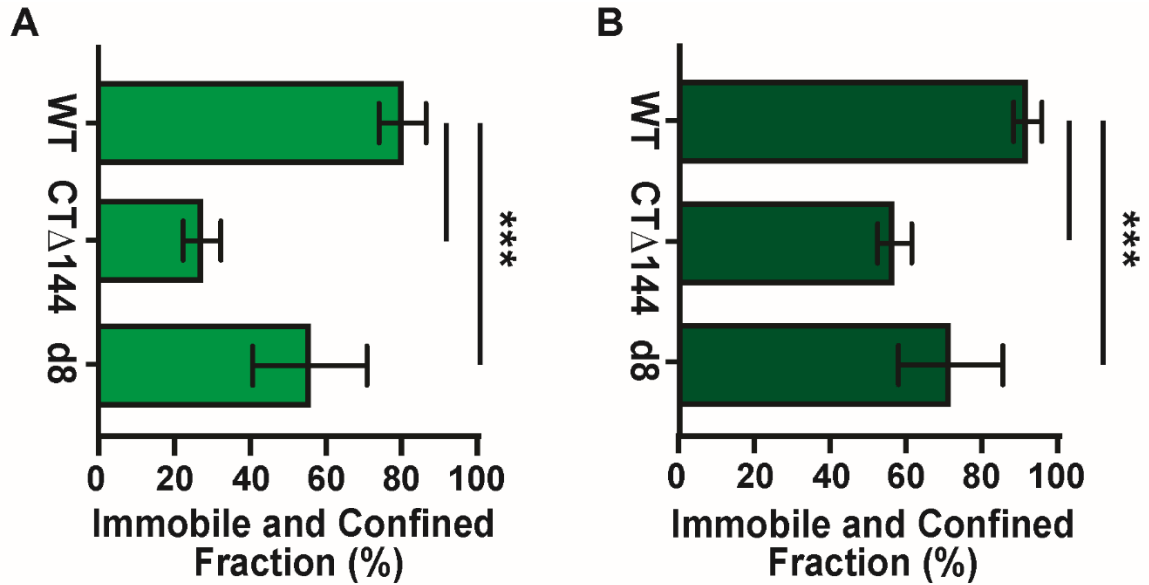 A
WT
CTΔ144
d8
***
0 20 40 60 80 100
Immobile and Confined
Fraction (%)
B
WT
CTΔ144
d8
***
0 20 40 60 80 100
Immobile and Confined
Fraction (%)